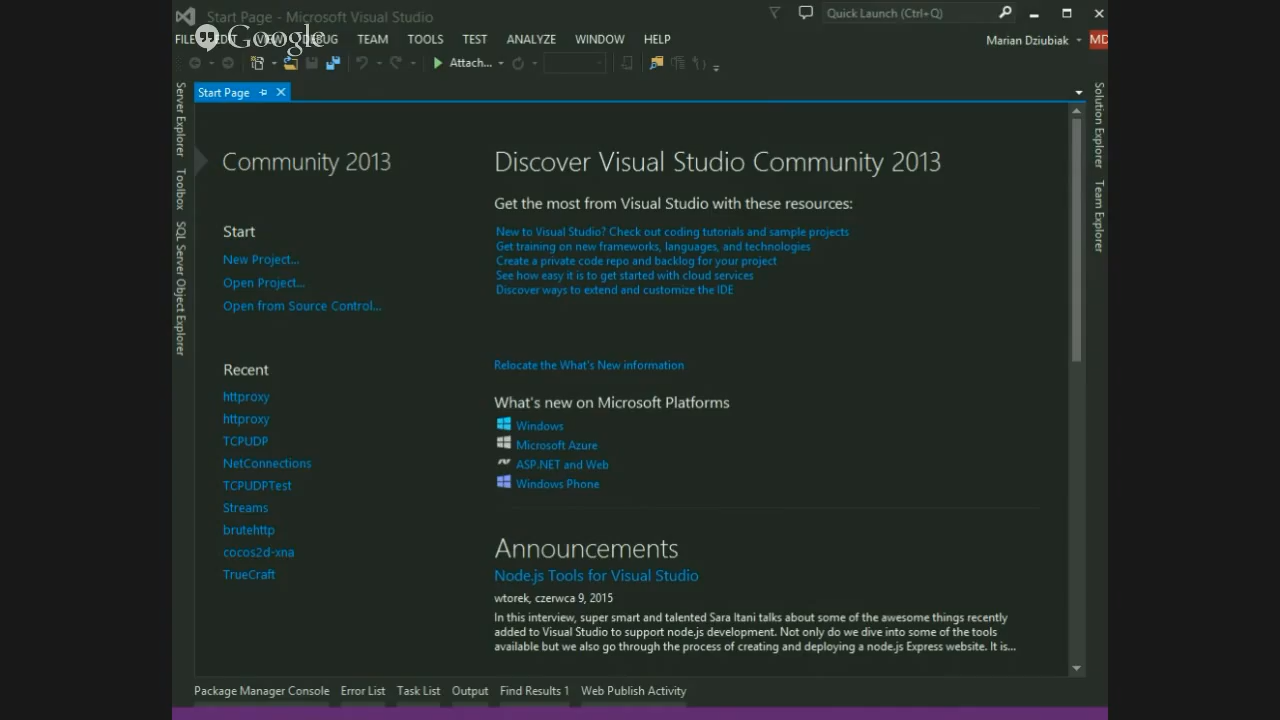 Start Page - Microsoft Visual Studio
Quick Launch (Ctrl+Q)
Google
FILE EDIT VIEW DEBUG TEAM TOOLS TEST ANALYZE WINDOW HELP
Marian Dziubiak
MD
Attach...
Start Page
Server Explorer
Toolbox
SQL Server Object Explorer
Solution Explorer
Team Explorer
Community 2013
Start
New Project...
Open Project...
Open from Source Control...
Recent
httproxy
httproxy
TCPUDP
NetConnections
TCPUDPTest
Streams
brutehttp
cocos2d-xna
TrueCraft
Discover Visual Studio Community 2013
Get the most from Visual Studio with these resources:
New to Visual Studio? Check out coding tutorials and sample projects
Get training on new frameworks, languages, and technologies
Create a private code repo and backlog for your project
See how easy it is to get started with cloud services
Discover ways to extend and customize the IDE
Relocate the What's New information
What's new on Microsoft Platforms
Windows
Microsoft Azure
ASP.NET and Web
Windows Phone
Announcements
Node.js Tools for Visual Studio
wtorek, czerwca 9, 2015
In this interview, super smart and talented Sara Itani talks about some of the awesome things recently
added to Visual Studio to support node.js development. Not only do we dive into some of the tools
available but we also go through the process of creating and deploying a node.js Express website. It is...
Package Manager Console Error List Task List Output Find Results 1 Web Publish Activity